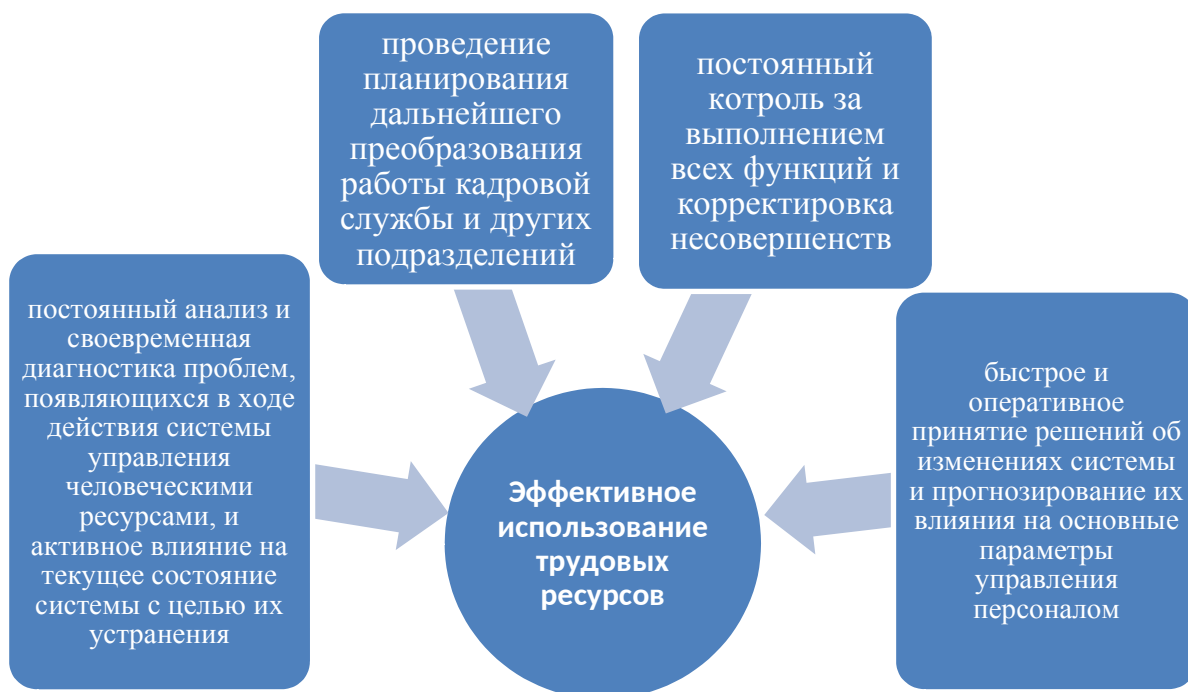 постоянный анализ и
своевременная
диагностика проблем,
появляющихся в ходе
действия системы
управления
человеческими
ресурсами, и
активное влияние на
текущее состояние
системы с целью их
устранения
проведение
планирования
дальнейшего
преобразования
работы кадровой
службы и других
подразделений
постоянный
котроль за
выполнением
всех функций и
корректировка
несовершенств
быстрое и
оперативное
принятие решений об
изменениях системы
и прогнозирование их
влияния на основные
параметры
управления
персоналом
Эффективное
использование
трудовых
ресурсов